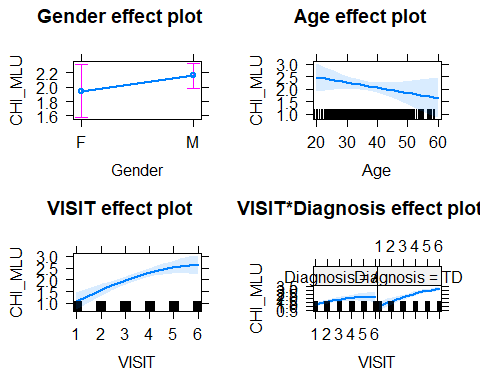 Gender effect plot
CHI_MLU
2.2
2.0
1.8
1.6
F M
Gender
Age effect plot
CHI_MLU
3.0
2.5
2.0
1.5
1.0
20 30 40 50 60
Age
VISIT effect plot
CHI_MLU
3.0
2.5
2.0
1.5
1.0
1 2 3 4 5 6
VISIT
VISIT*Diagnosis effect plot
1 2 3 4 5 6
Diagnosis = TD
CHI_MLU
3.0
1 2 3 4 5 6
VISIT